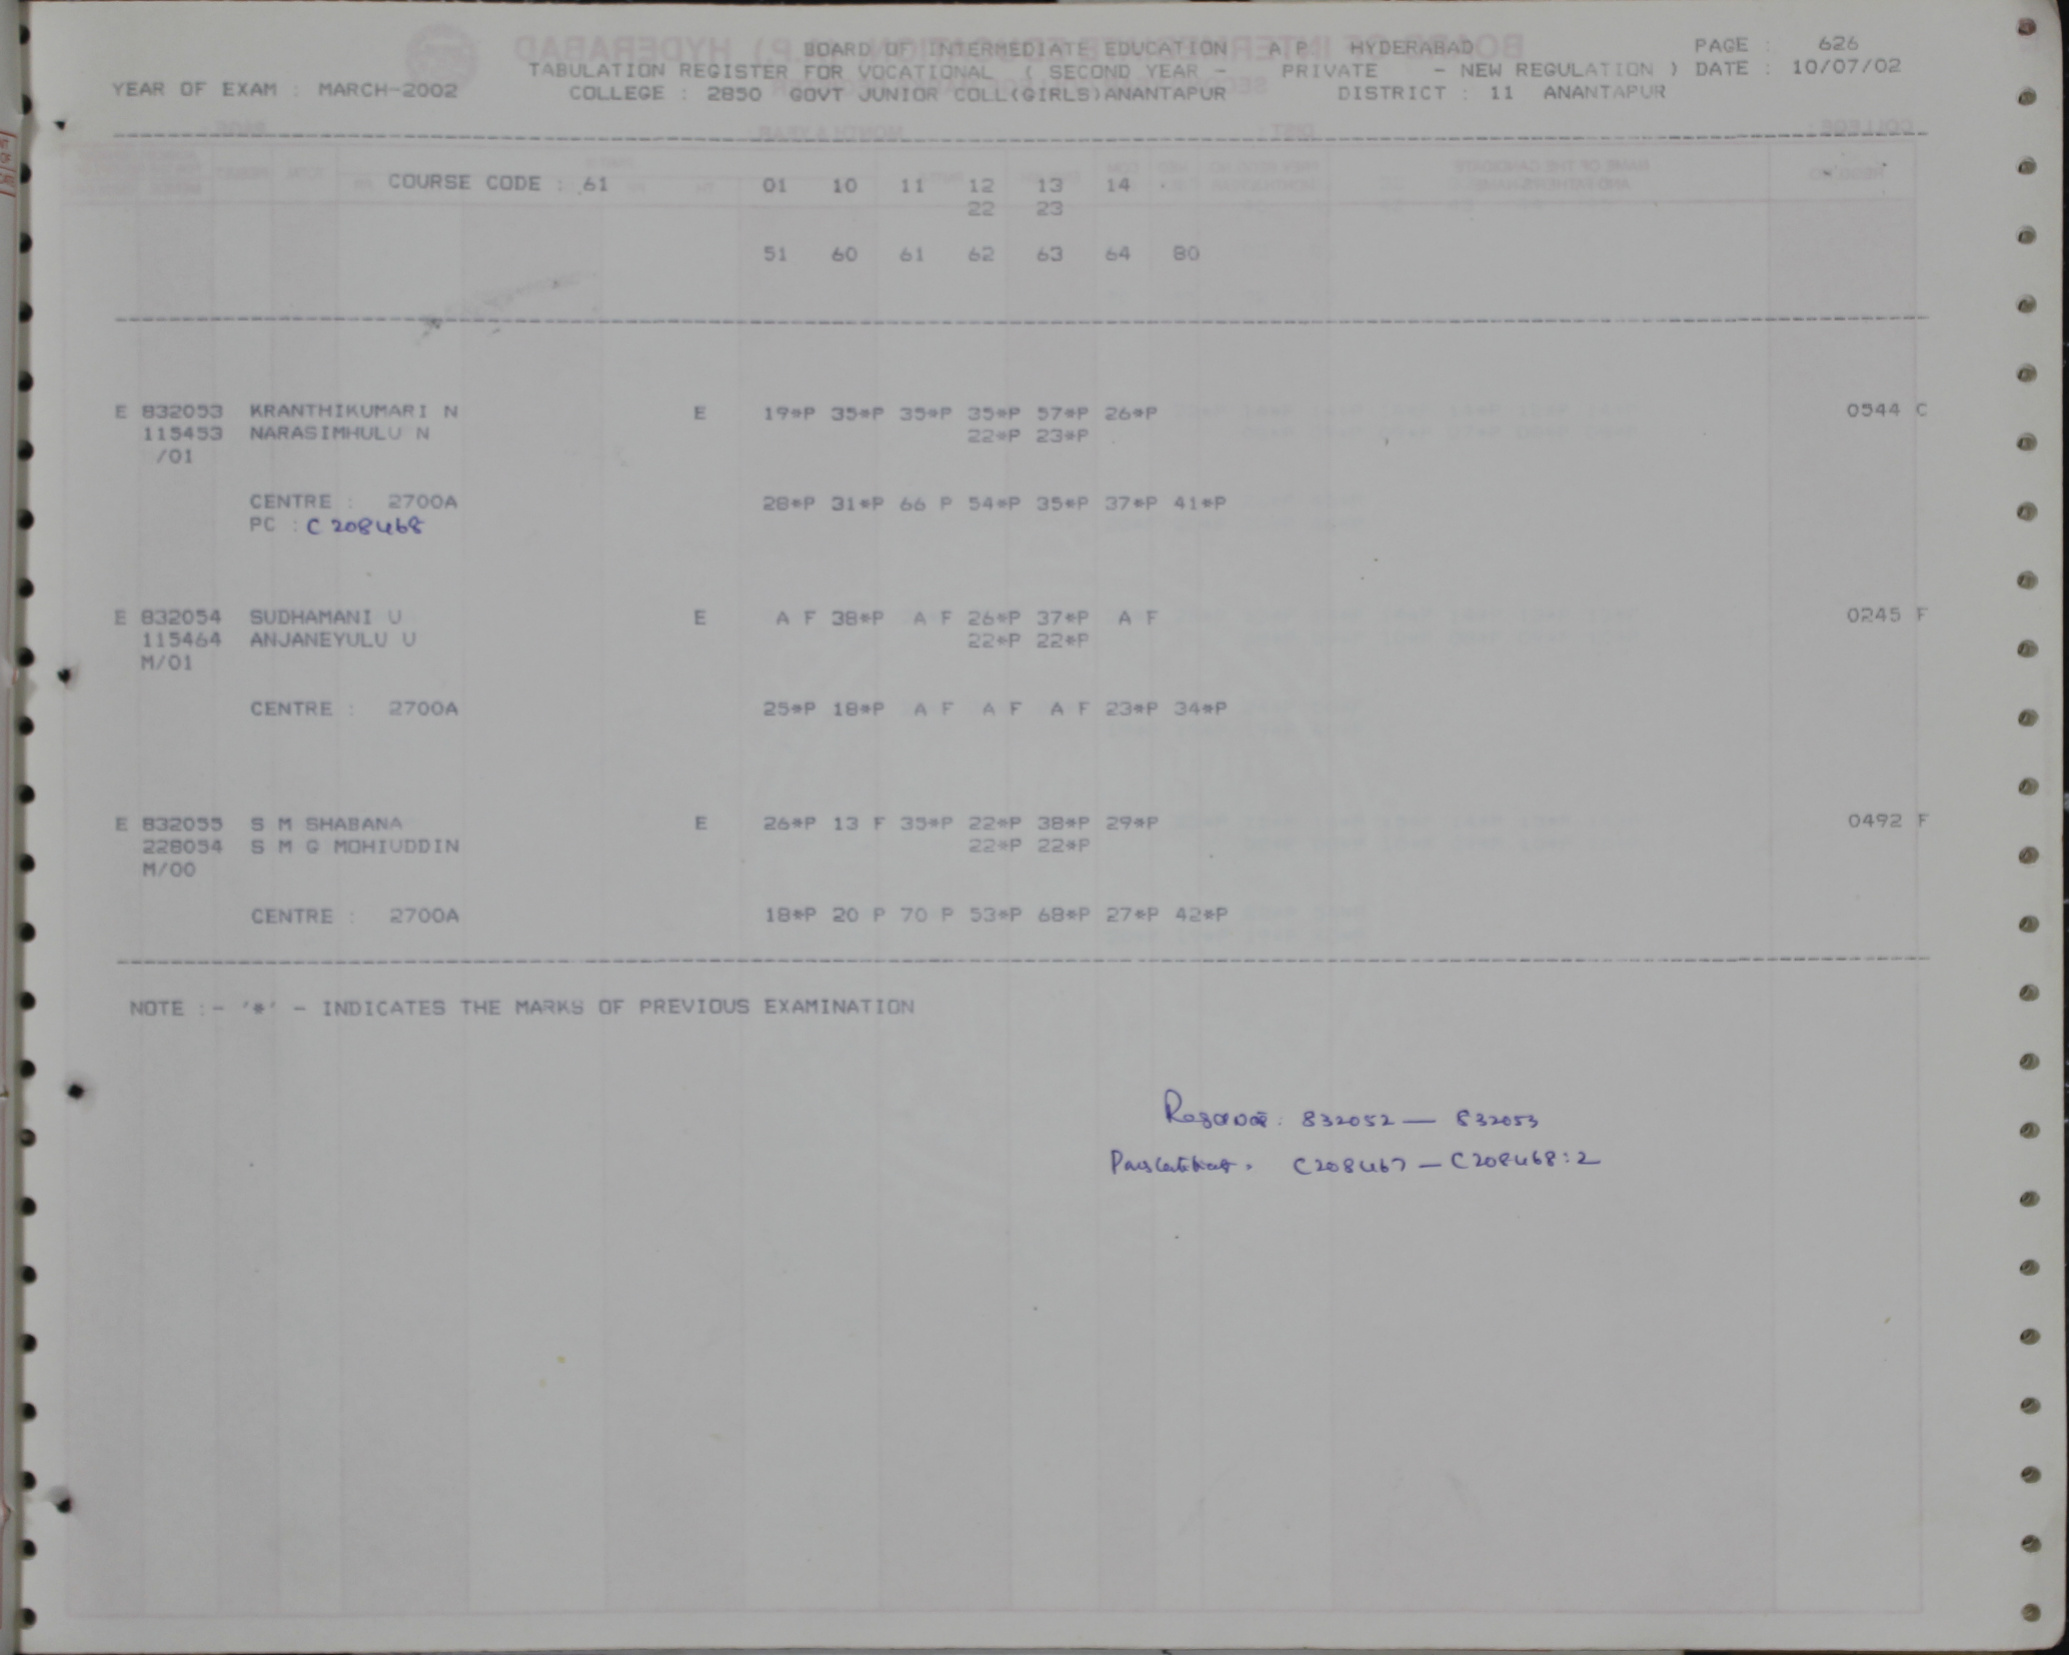 BOARD OF INTERMEDIATE EDUCATION A P HYDERABAD PAGE : 626
TABULATION REGISTER FOR VOCATIONAL ( SECOND YEAR - PRIVATE - NEW REGULATION ) DATE : 10/07/02
YEAR OF EXAM : MARCH-2002 COLLEGE : 2850 GOVT JUNIOR COLL(GIRLS)ANANTAPUR DISTRICT : 11 ANANTAPUR
COURSE CODE : 61 01 10 11 12 13 14
22 23
51 60 61 62 63 64 80
E 832053 KRANTHIKUMARI N E 19*P 35*P 35*P 35*P 57*P 26*P 0544 C
115453 NARASIMHULU N 22*P 23*P
/01
CENTRE : 2700A 28*P 31*P 66 P 54*P 35*P 37*P 41*P
PC : C 208468
E 832054 SUDHAMANI U E A F 38*P A F 26*P 37*P A F 0245 F
115464 ANJANEYULU U 22*P 22*P
M/01
CENTRE : 2700A 25*P 18*P A F A F A F 23*P 34*P
E 832055 S M SHABANA E 26*P 13 F 35*P 22*P 38*P 29*P 0492 F
228054 S M G MOHIUDDIN 22*P 22*P
M/00
CENTRE : 2700A 18*P 20 P 70 P 53*P 68*P 27*P 42*P
NOTE :- '*' - INDICATES THE MARKS OF PREVIOUS EXAMINATION
832052 — 832053
C208467 — C208468:2